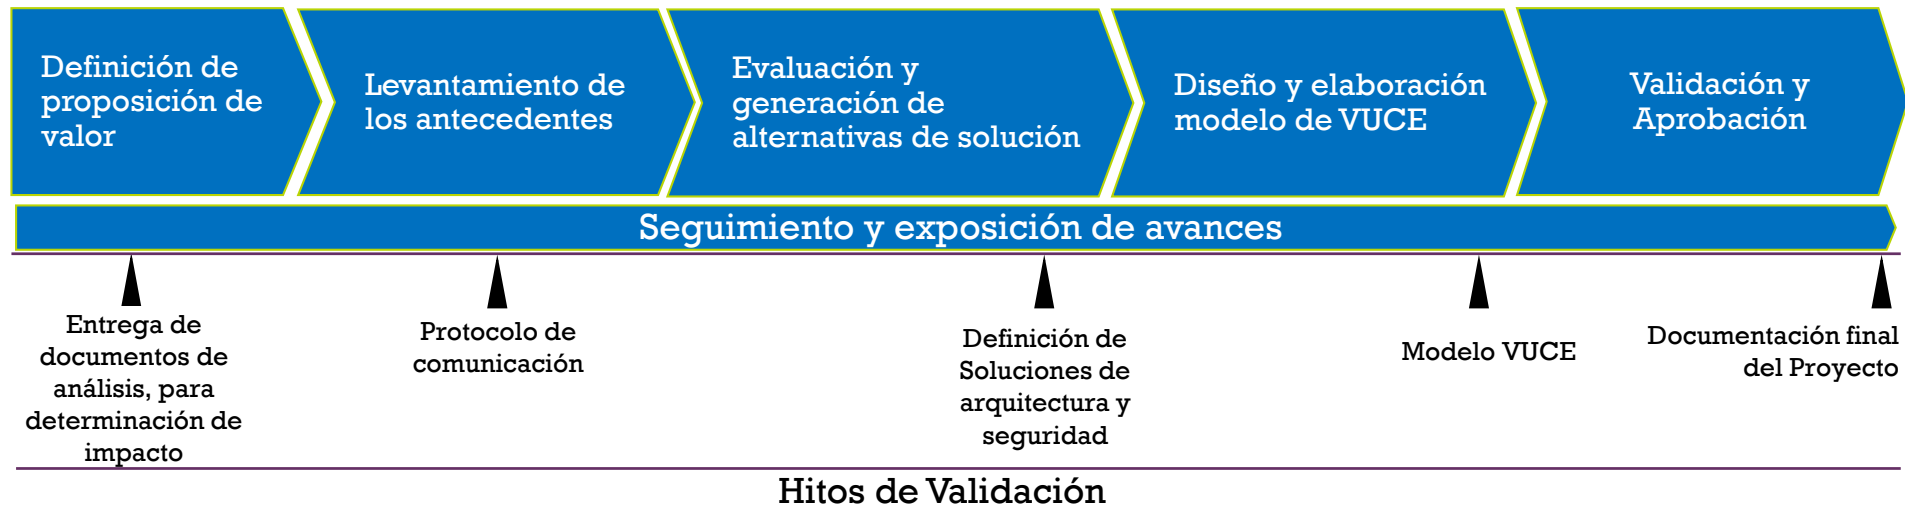 Definición de
proposición de
valor
Levantamiento de
los antecedentes
Evaluación y
generación de
alternativas de solución
Diseño y elaboración
modelo de VUCE
Validación y
Aprobación
Seguimiento y exposición de avances
Entrega de
documentos de
análisis, para
determinación de
impacto
Protocolo de
comunicación
Definición de
Soluciones de
arquitectura y
seguridad
Modelo VUCE
Documentación final
del Proyecto
Hitos de Validación